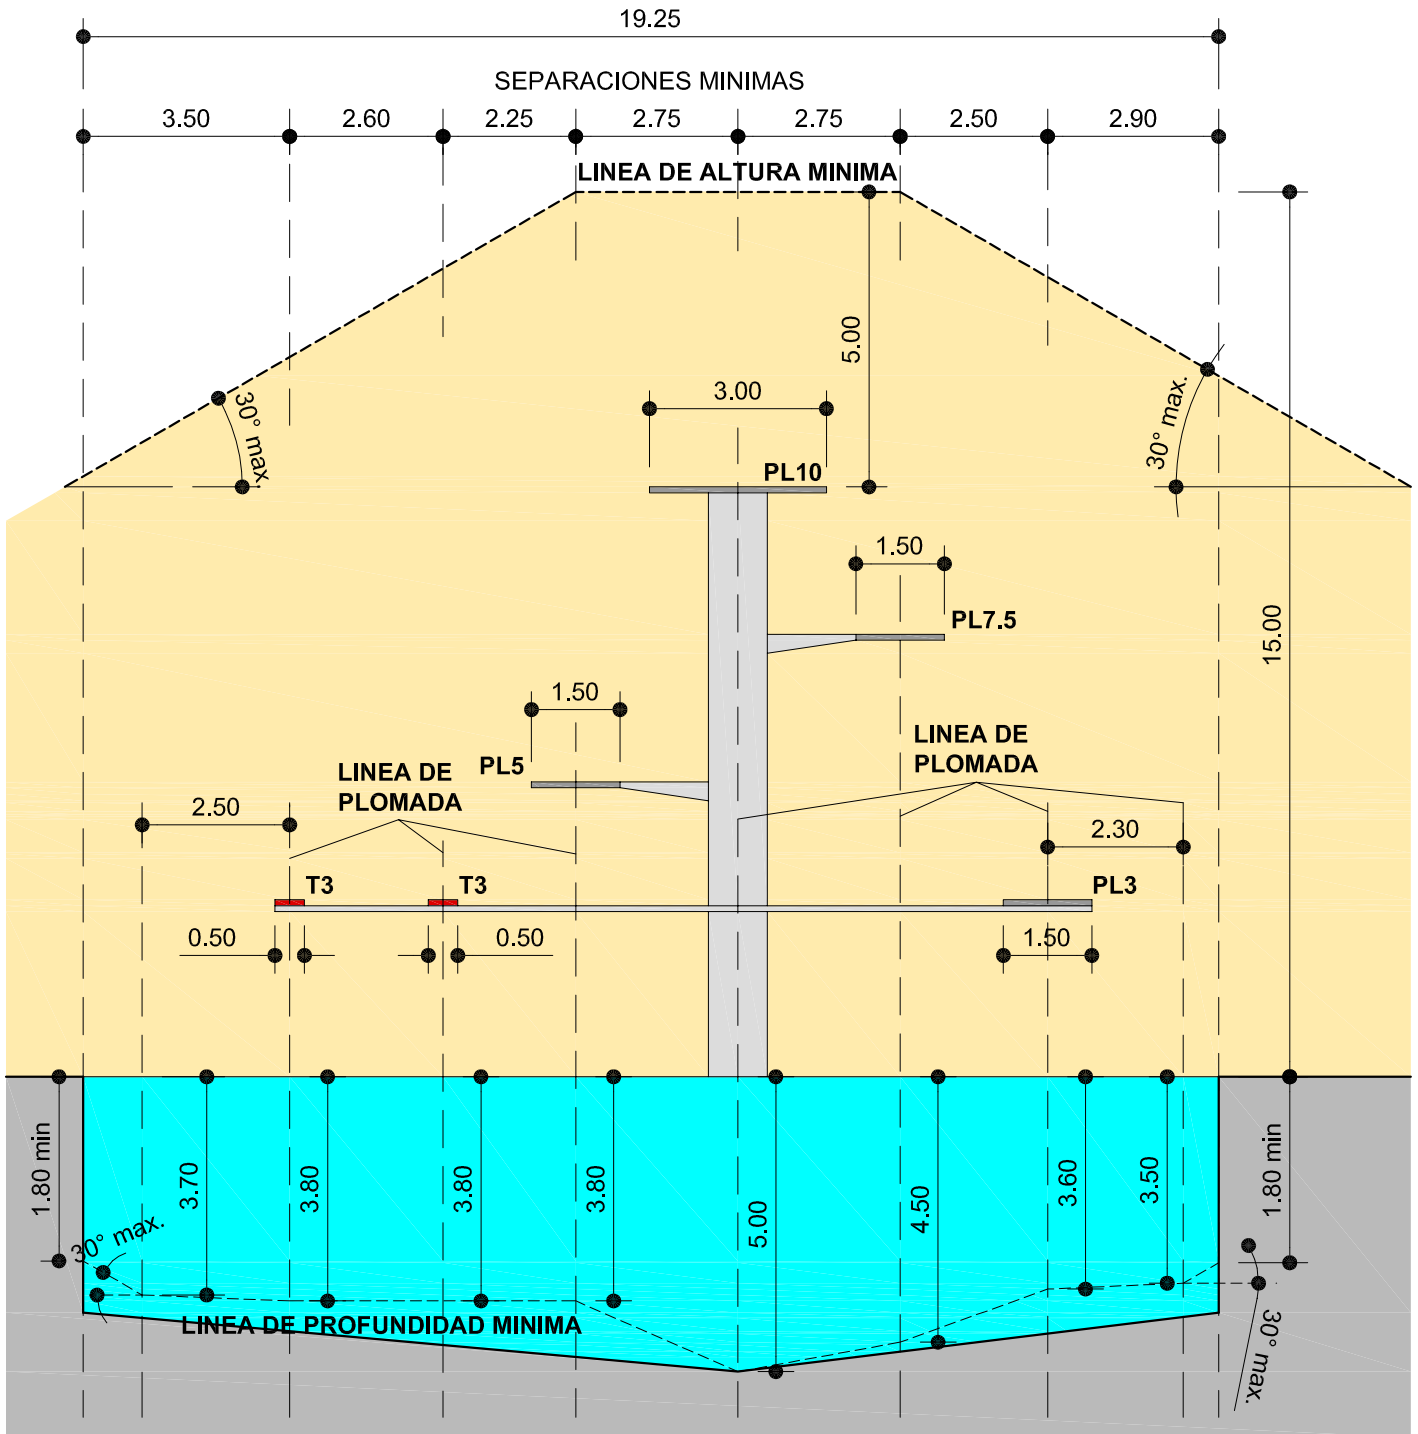 19.25
SEPARACIONES MINIMAS
3.50 2.60 2.25 2.75 2.75 2.50 2.90
LINEA DE ALTURA MINIMA
5.00
30° max.
30° max.
3.00
PL10
1.50
PL7.5
15.00
1.50
PL5
LINEA DE
PLOMADA
LINEA DE
PLOMADA
2.50
2.30
T3
T3
PL3
0.50
0.50
1.50
1.80 min
3.70
3.80
3.80
3.80
5.00
4.50
3.60
3.50
1.80 min
30° max.
LINEA DE PROFUNDIDAD MINIMA
30° max.